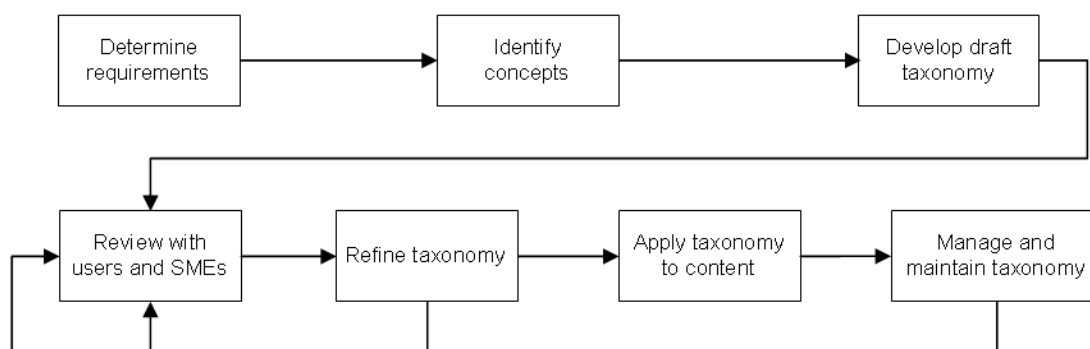 Determine
requirements
Identify
concepts
Develop draft
taxonomy
Review with
users and SMEs
Refine taxonomy
Apply taxonomy
to content
Manage and
maintain taxonomy